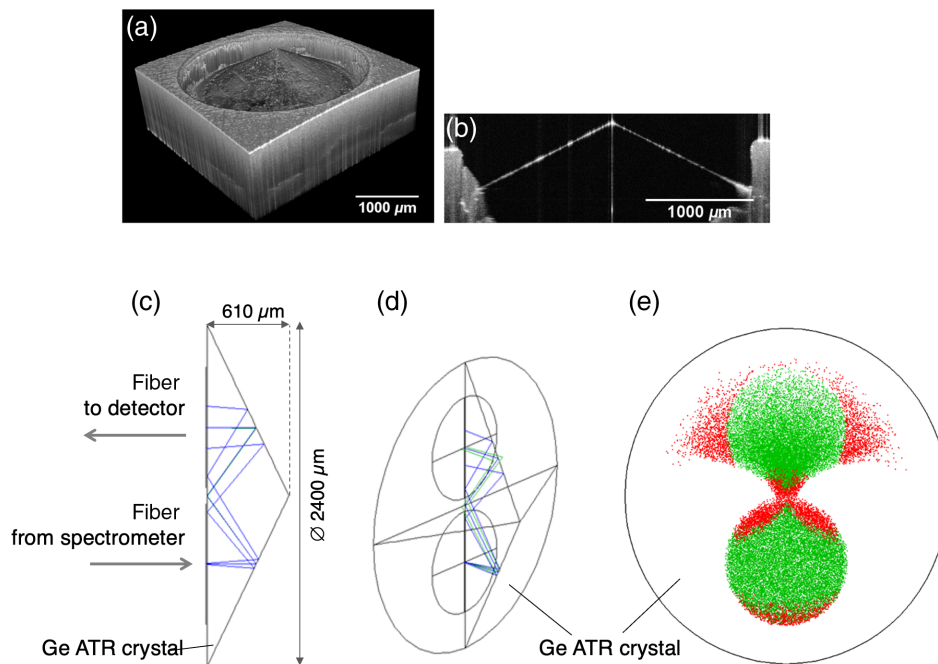 (a)
1000 µm
(b)
1000 µm
(c)
610 µm
Fiber
to detector
Fiber
from spectrometer
Ø 2400 µm
Ge ATR crystal
(d)
(e)
Ge ATR crystal